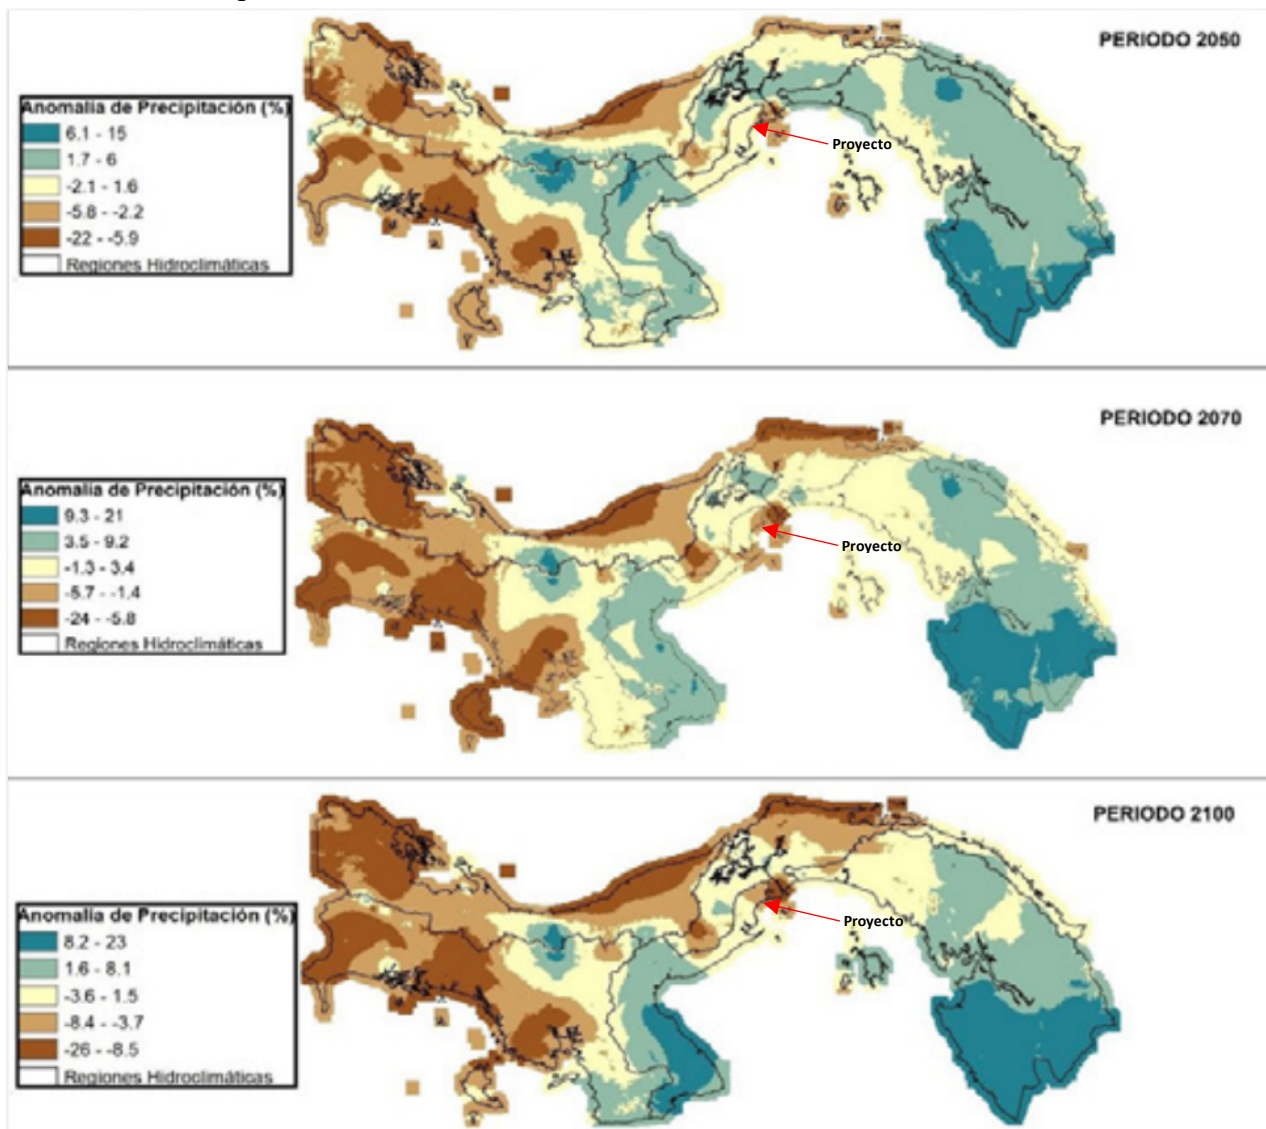 PERIODO 2050
Anomalía de Precipitación (%)
6.1 - 15
1.7 - 6
-2.1 - 1.6
-5.8 - -2.2
-22 - -5.9
Regiones Hidroclimáticas
Proyecto
PERIODO 2070
Anomalía de Precipitación (%)
9.3 - 21
3.5 - 9.2
-1.3 - 3.4
-5.7 - -1.4
-24 - -5.8
Regiones Hidroclimáticas
Proyecto
PERIODO 2100
Anomalía de Precipitación (%)
8.2 - 23
1.6 - 8.1
-3.6 - 1.5
-8.4 - -3.7
-26 - -8.5
Regiones Hidroclimáticas
Proyecto